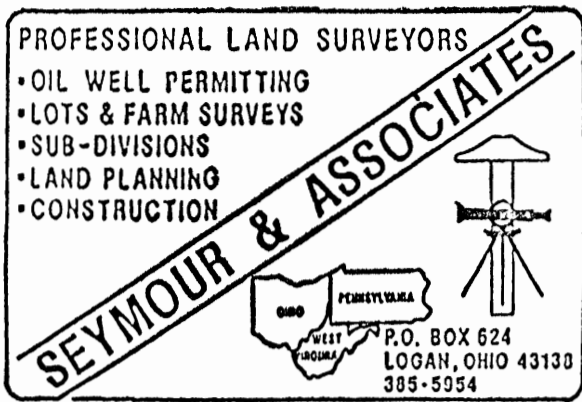 PROFESSIONAL LAND SURVEYORS
▪OIL WELL PERMITTING
▪LOTS & FARM SURVEYS
▪SUB-DIVISIONS
▪LAND PLANNING
▪CONSTRUCTION
SEYMOUR & ASSOCIATES
OHIO
PENNSYLVANIA
WEST
VIRGINIA
P.O. BOX 624
LOGAN, OHIO 43138
385-5954